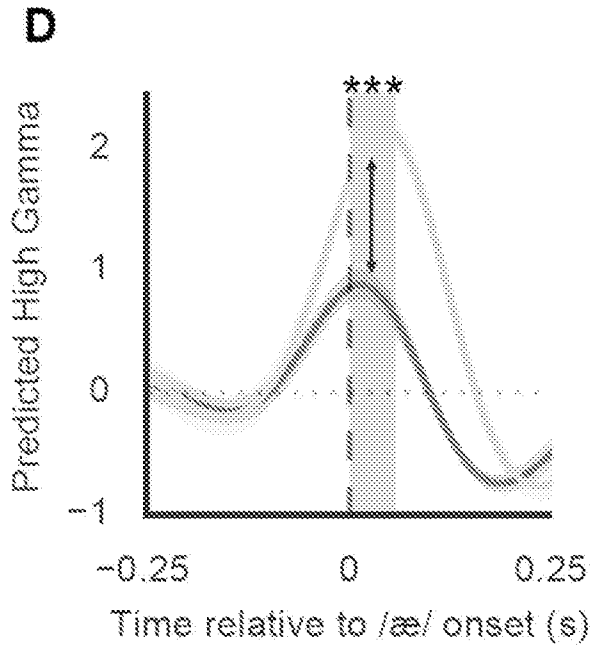 D
***
Predicted High Gamma
2
1
0
−1
−0.25 0 0.25
Time relative to /æ/ onset (s)